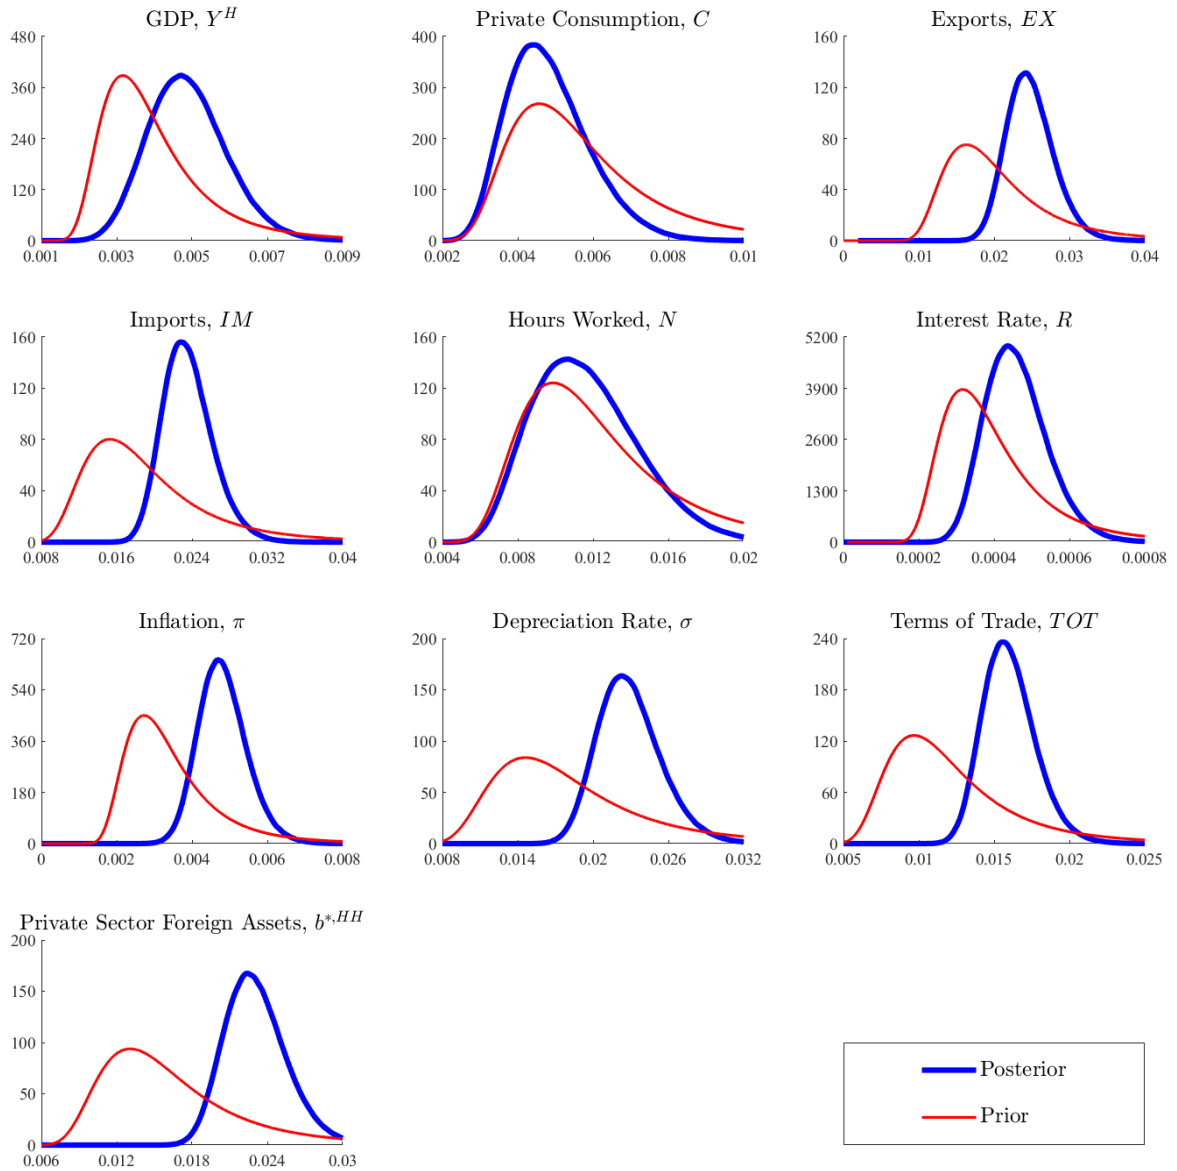 GDP, Y^H
480
360
240
120
0
0.001 0.003 0.005 0.007 0.009
Private Consumption, C
400
300
200
100
0
0.002 0.004 0.006 0.008 0.01
Exports, EX
160
120
80
40
0
0 0.01 0.02 0.03 0.04
Imports, IM
160
120
80
40
0
0.008 0.016 0.024 0.032 0.04
Hours Worked, N
160
120
80
40
0
0.004 0.008 0.012 0.016 0.02
Interest Rate, R
5200
3900
2600
1300
0
0 0.0002 0.0004 0.0006 0.0008
Inflation, π
720
540
360
180
0
0 0.002 0.004 0.006 0.008
Depreciation Rate, σ
200
150
100
50
0
0.008 0.014 0.02 0.026 0.032
Terms of Trade, TOT
240
180
120
60
0
0.005 0.01 0.015 0.02 0.025
Private Sector Foreign Assets, b^{*,HH}
200
150
100
50
0
0.006 0.012 0.018 0.024 0.03
Posterior
Prior